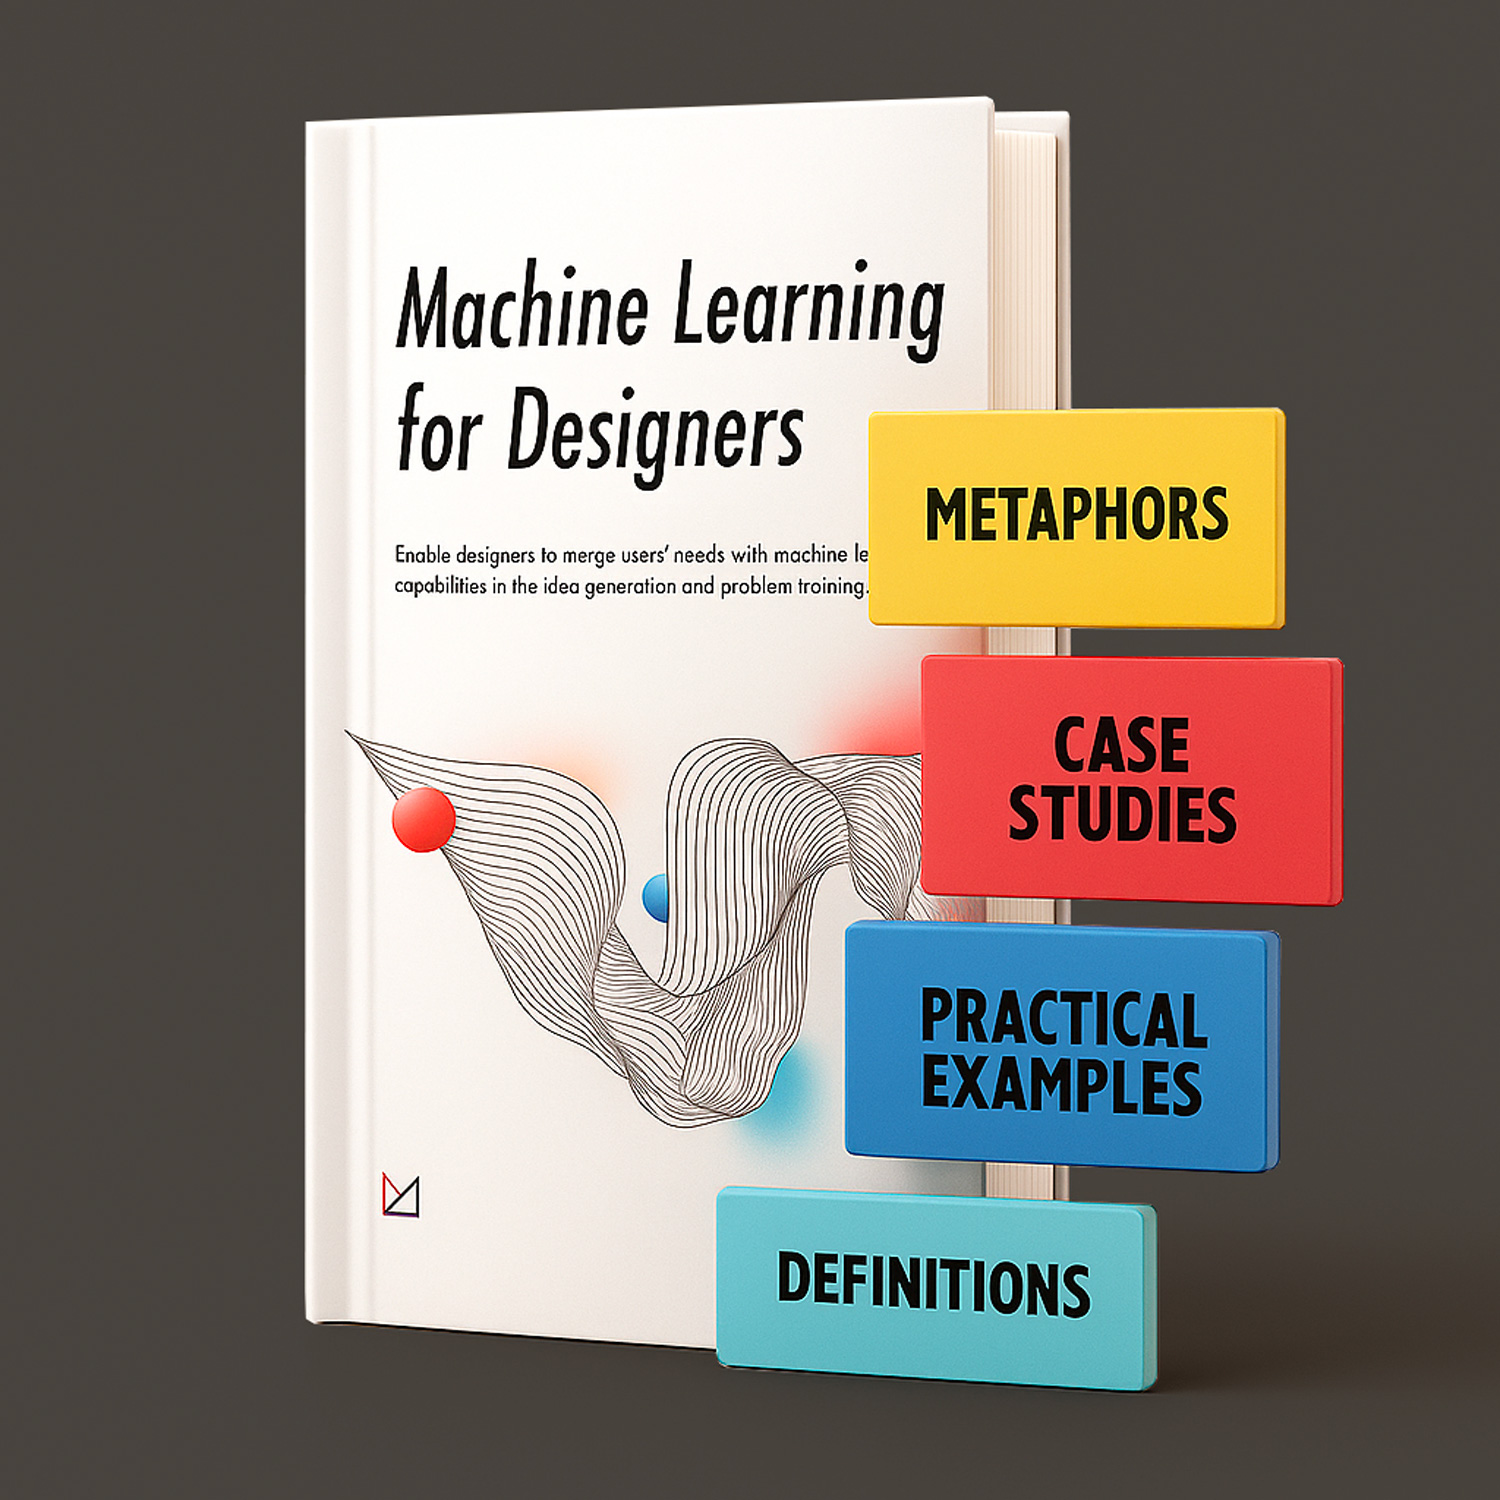 Machine Learning
for Designers
Enable designers to merge users' needs with machine le
capabilities in the idea generation and problem troining.
METAPHORS
CASE
STUDIES
PRACTICAL
EXAMPLES
DEFINITIONS